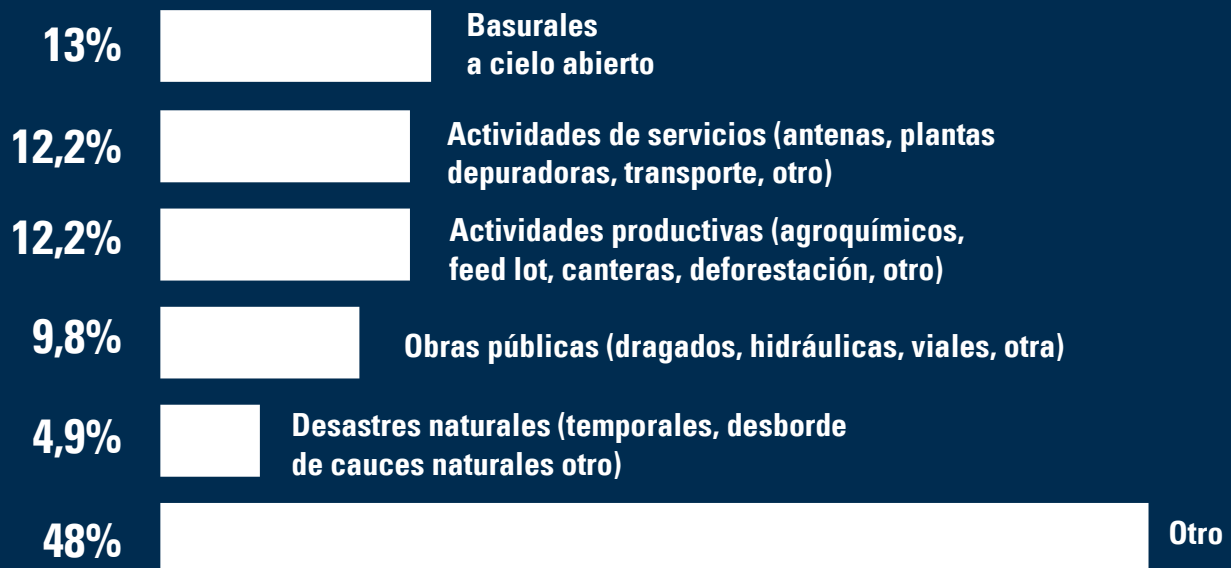 13%
Basurales
a cielo abierto
12,2%
Actividades de servicios (antenas, plantas
depuradoras, transporte, otro)
12,2%
Actividades productivas (agroquímicos,
feed lot, canteras, deforestación, otro)
9,8%
Obras públicas (dragados, hidráulicas, viales, otra)
4,9%
Desastres naturales (temporales, desborde
de cauces naturales otro)
48%
Otro